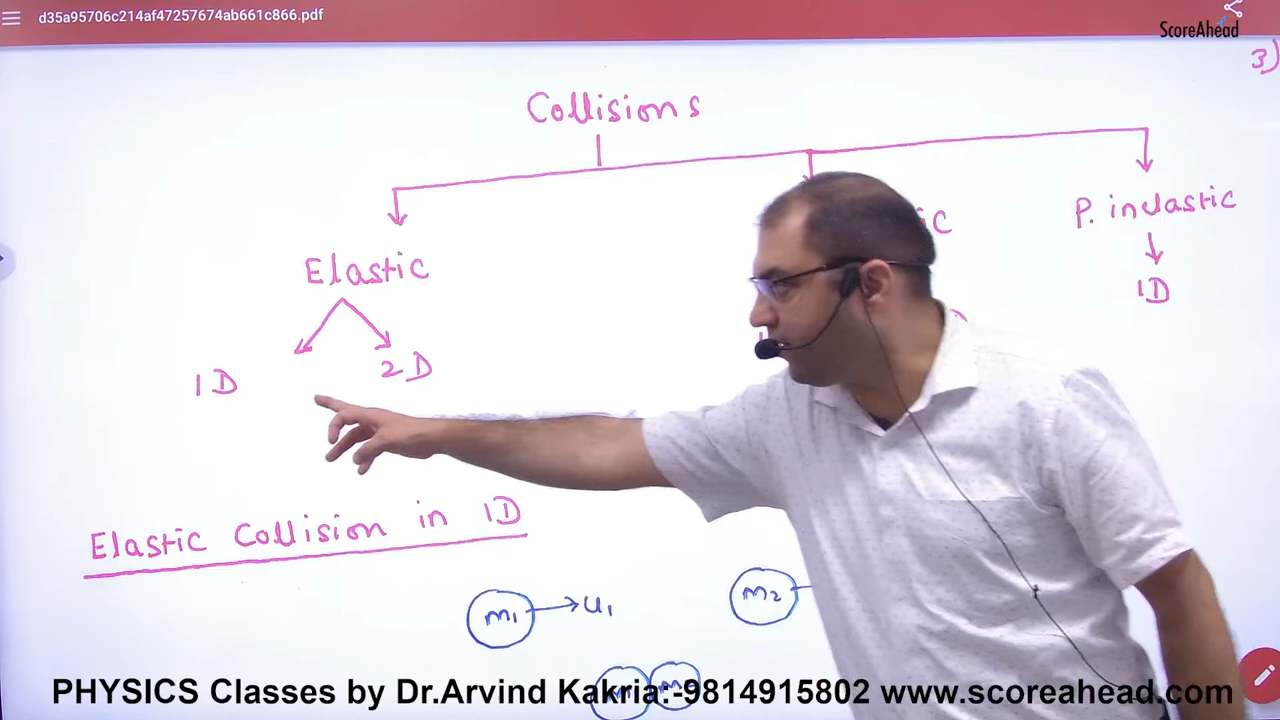 d35a95706c214af47257674ab661c866.pdf
ScoreAhead
3)
Collisions
Elastic
ic
P. inelastic
1D
2D
1D
Elastic Collision in 1D
m1 → u1
m2
PHYSICS Classes by Dr.Arvind Kakria:-9814915802 www.scoreahead.com